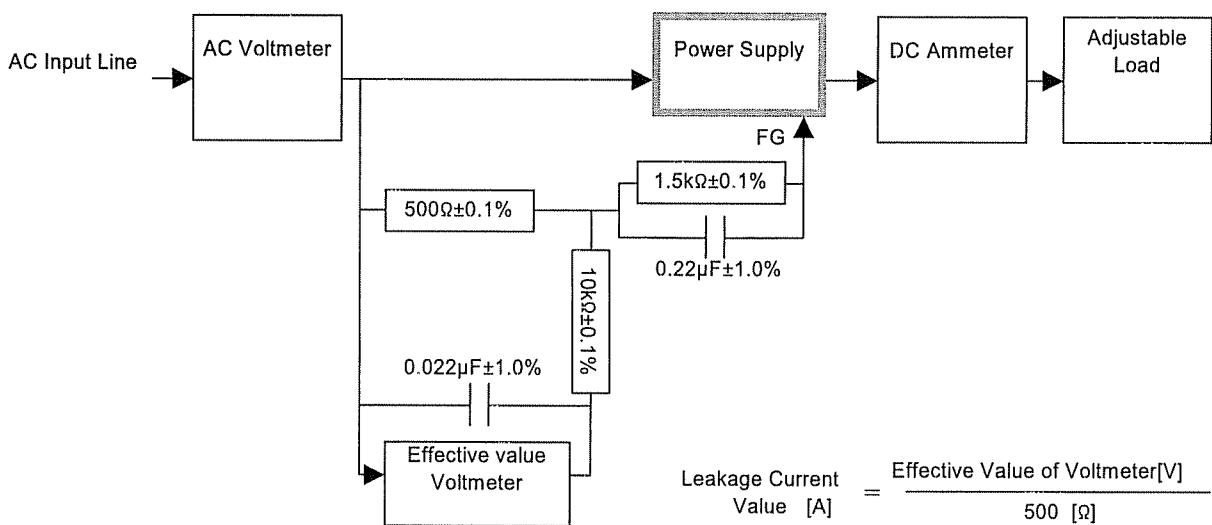 AC Input Line
AC Voltmeter
Power Supply
DC Ammeter
Adjustable
Load
FG
1.5kΩ±0.1%
500Ω±0.1%
0.22µF±1.0%
10kΩ±0.1%
0.022µF±1.0%
Effective value
Voltmeter
Leakage Current
Value [A]
=
Effective Value of Voltmeter[V]
500 [Ω]